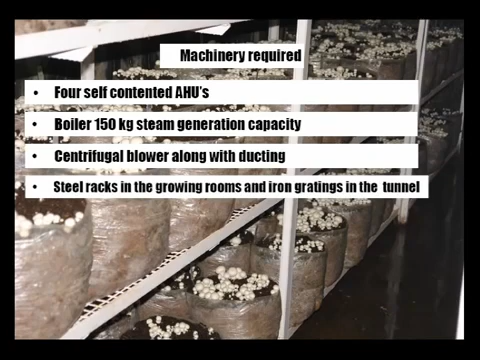 Machinery required
• Four self contented AHU's
• Boiler 150 kg steam generation capacity
• Centrifugal blower along with ducting
• Steel racks in the growing rooms and iron gratings in the tunnel